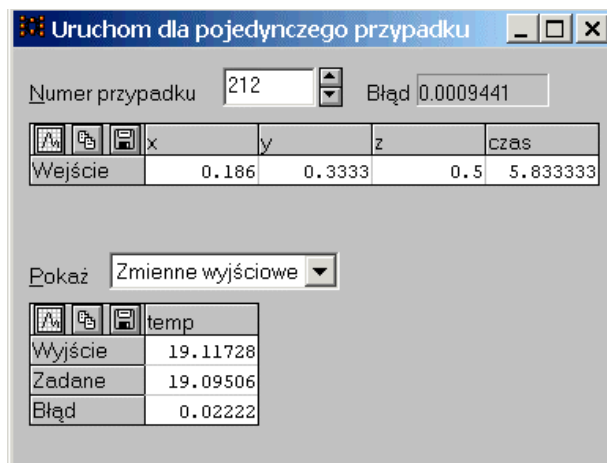 Uruchom dla pojedynczego przypadku
Numer przypadku 212 Błąd 0.0009441
x y z czas
Wejście 0.186 0.3333 0.5 5.833333
Pokaż Zmienne wyjściowe
temp
Wyjście 19.11728
Zadane 19.09506
Błąd 0.02222